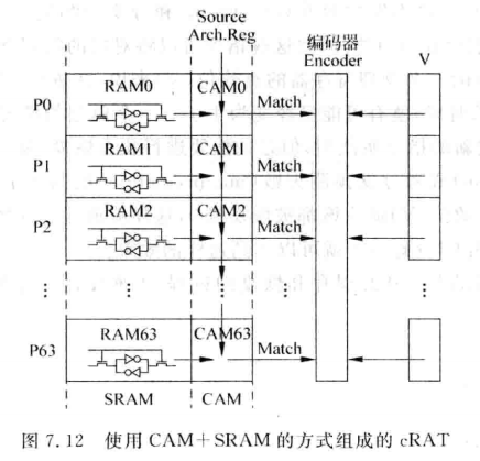 Source
Arch.Reg
编码器
Encoder
V
P0
RAM0
CAM0
Match
P1
RAM1
CAM1
Match
P2
RAM2
CAM2
Match
⋮
⋮
⋮
⋮
⋮
P63
RAM63
CAM63
Match
SRAM
CAM
图 7.12 使用 CAM+SRAM 的方式组成的 cRAT